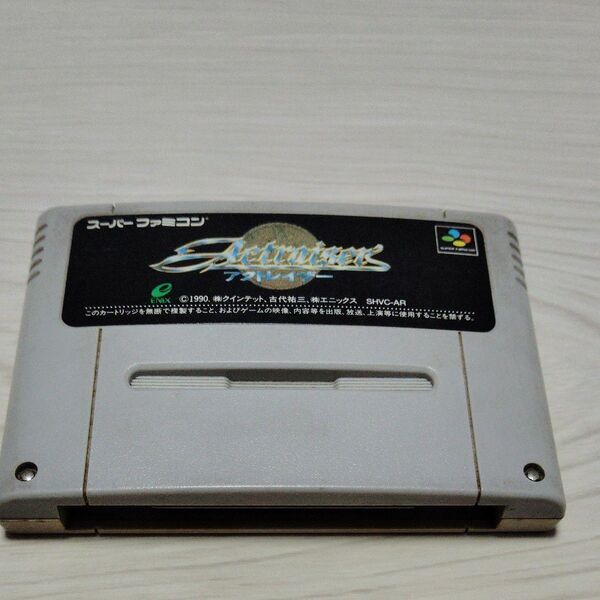 スーパーファミコン
Actraiser
アクトレイザー
SUPER FAMICOM
ENIX
©1990, ㈱クインテット, 古代祐三, ㈱エニックス SHVC-AR
このカートリッジを無断で複製すること、およびゲームの映像、内容等を出版、放送、上演等に使用することを禁ずる。